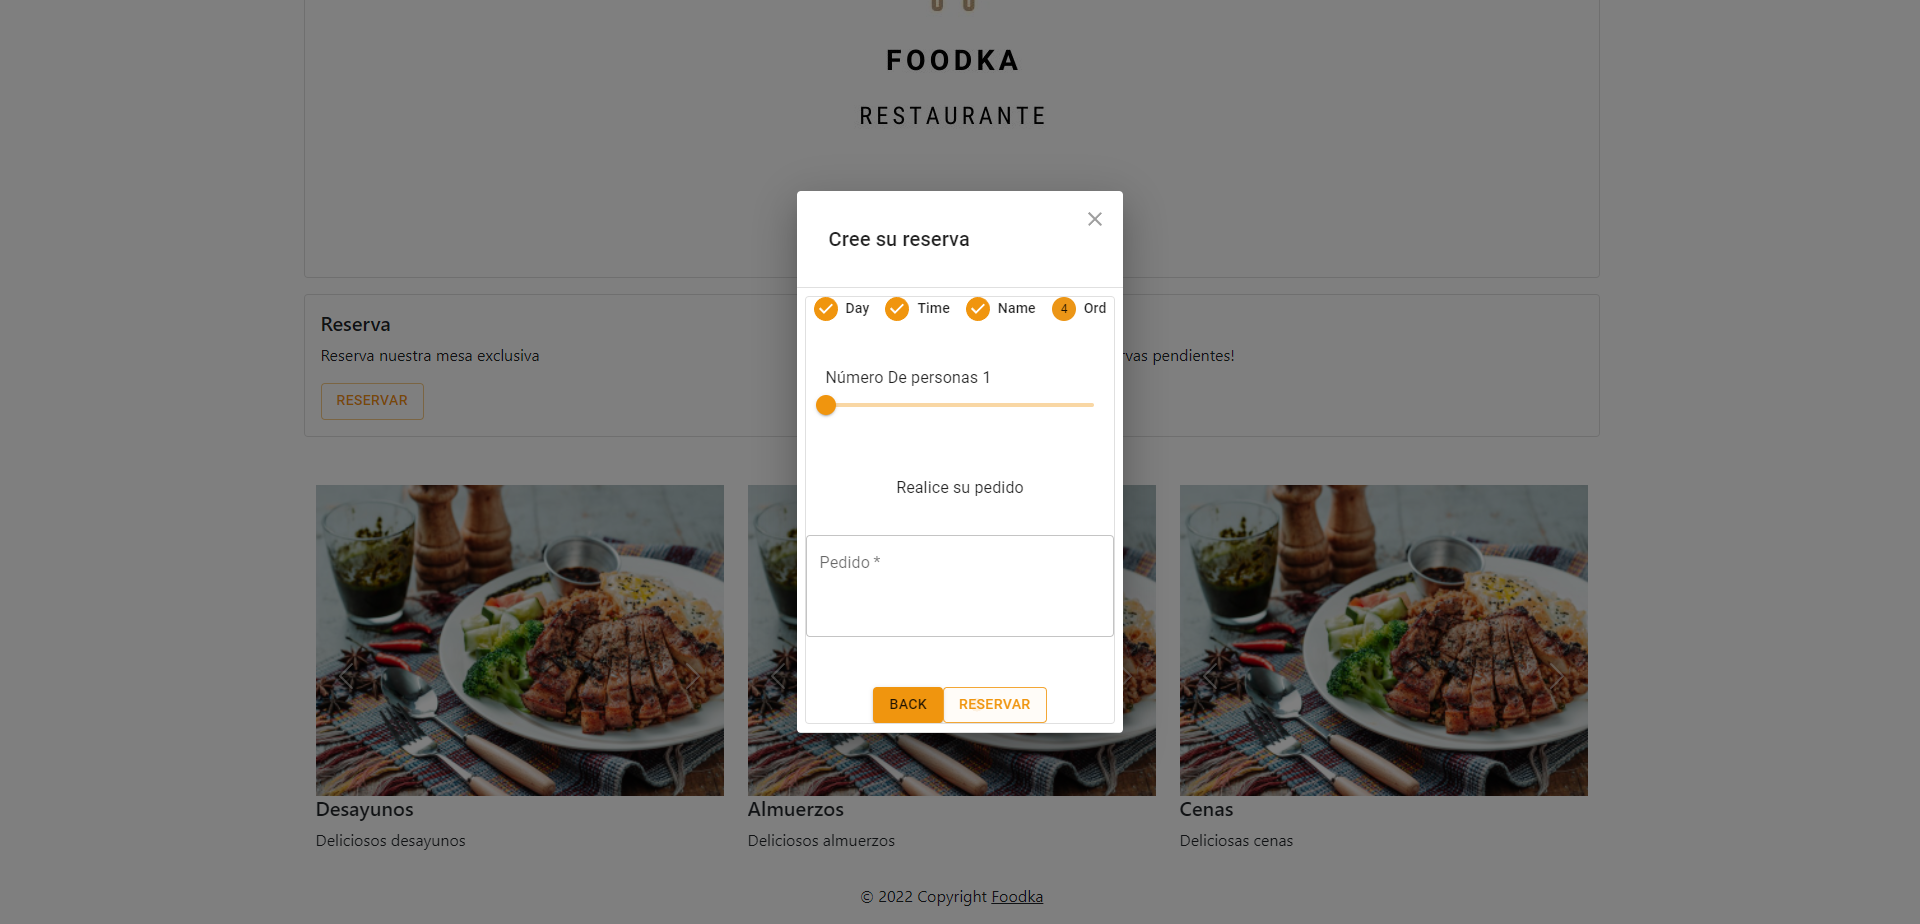 FOODKA
RESTAURANTE
Cree su reserva
Day
Time
Name
4
Ord
Número De personas 1
Realice su pedido
Pedido *
BACK
RESERVAR
Reserva
Reserva nuestra mesa exclusiva
RESERVAR
pendientes!
Desayunos
Deliciosos desayunos
Almuerzos
Deliciosos almuerzos
Cenas
Deliciosas cenas
© 2022 Copyright Foodka